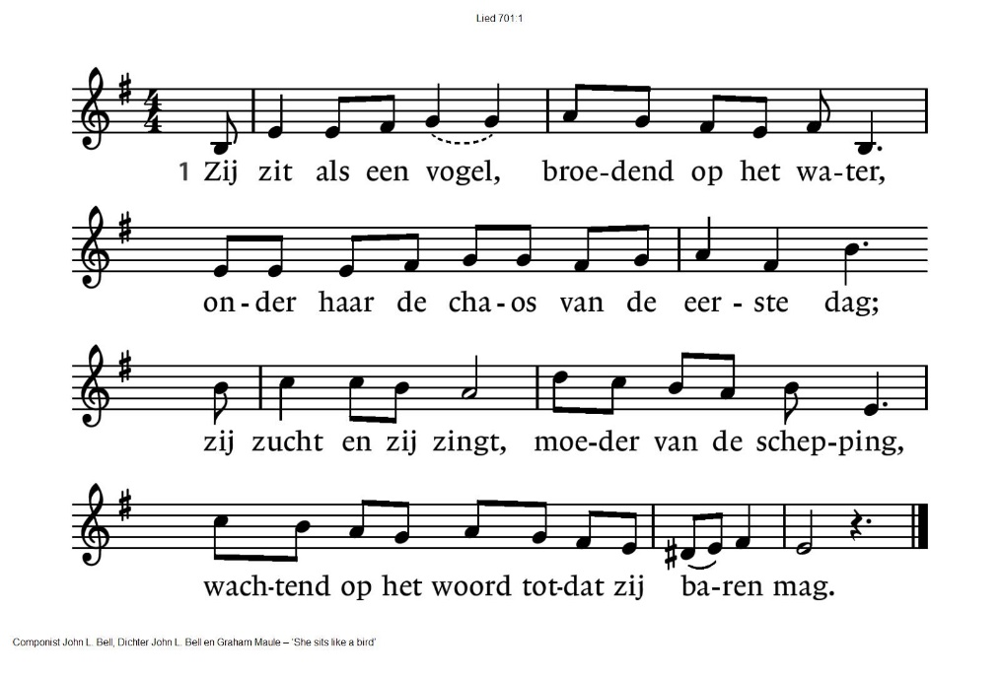 Lied 701:1
4
4
1 Zij zit als een vogel, broe-dend op het wa-ter,
on-der haar de cha-os van de eer-ste dag;
zij zucht en zij zingt, moe-der van de schep-ping,
wach-tend op het woord tot-dat zij ba-ren mag.
Componist John L. Bell, Dichter John L. Bell en Graham Maule – 'She sits like a bird'